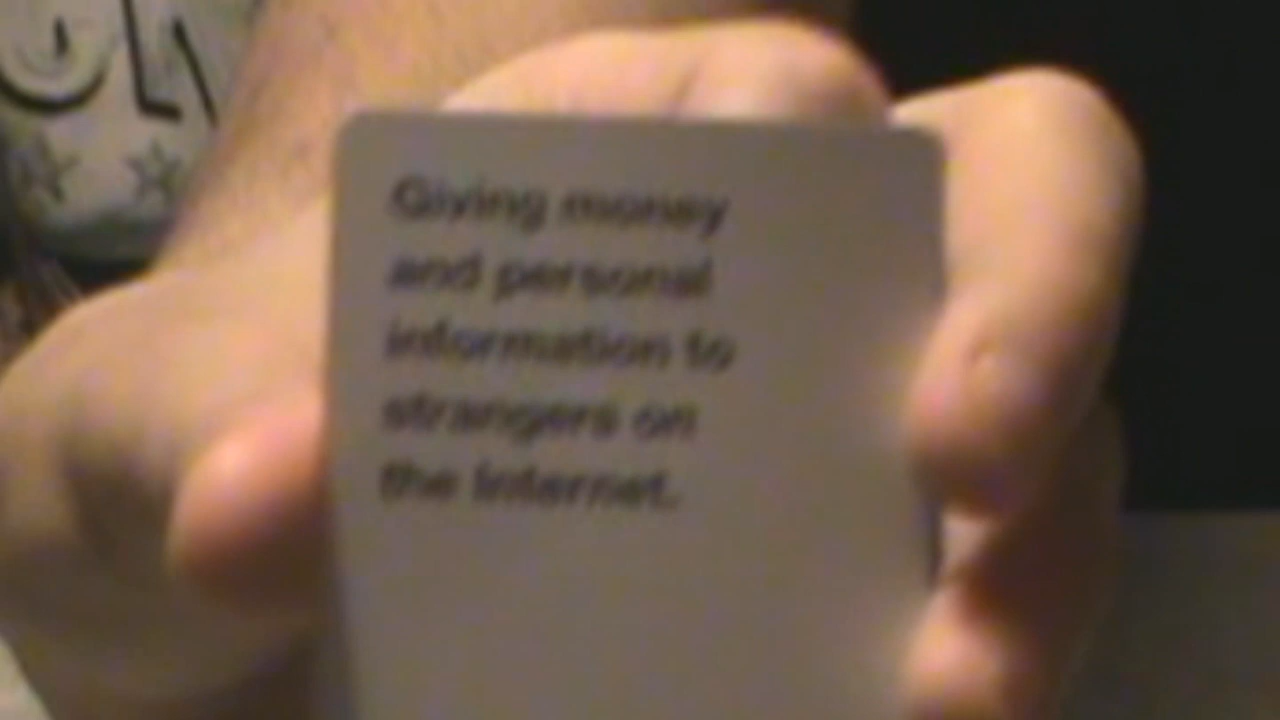 Giving money
and personal
information to
strangers on
the Internet.